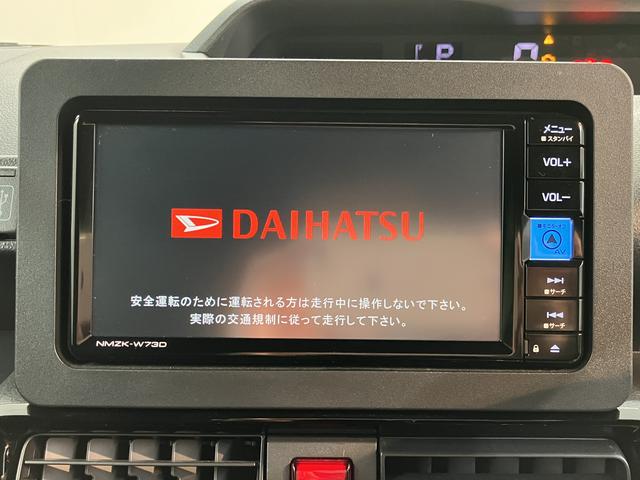 P 0
DAIHATSU
安全運転のために運転される方は走行中に操作しないで下さい。
実際の交通規制に従って走行して下さい。
NMZK-W73D
メニュー
スタンバイ
VOL+
VOL−
AV
サーチ
サーチ